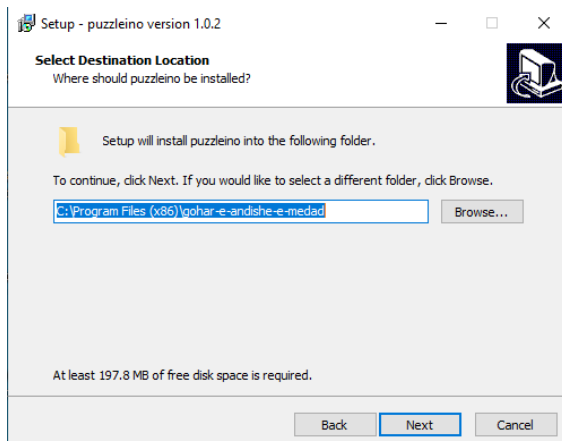 Setup - puzzleino version 1.0.2
Select Destination Location
Where should puzzleino be installed?
Setup will install puzzleino into the following folder.
To continue, click Next. If you would like to select a different folder, click Browse.
C:\Program Files (x86)\gohar-e-andishe-e-medad
Browse...
At least 197.8 MB of free disk space is required.
Back
Next
Cancel